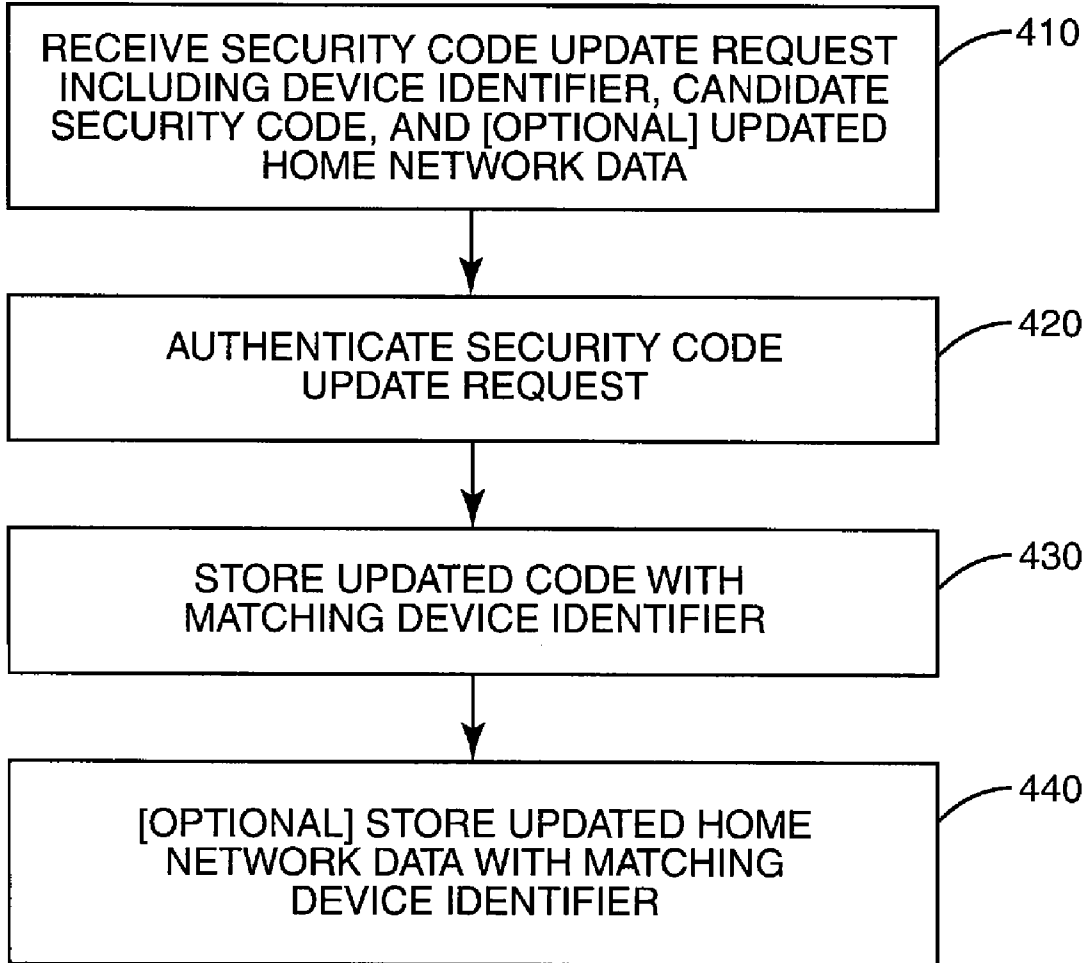 RECEIVE SECURITY CODE UPDATE REQUEST
INCLUDING DEVICE IDENTIFIER, CANDIDATE
SECURITY CODE, AND [OPTIONAL] UPDATED
HOME NETWORK DATA
410
AUTHENTICATE SECURITY CODE
UPDATE REQUEST
420
STORE UPDATED CODE WITH
MATCHING DEVICE IDENTIFIER
430
[OPTIONAL] STORE UPDATED HOME
NETWORK DATA WITH MATCHING
DEVICE IDENTIFIER
440